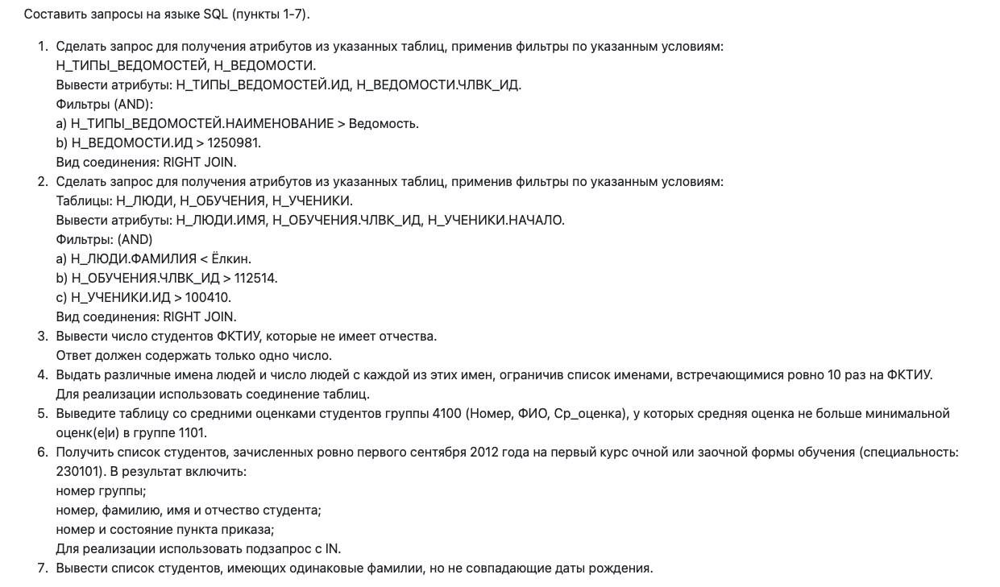 Составить запросы на языке SQL (пункты 1-7).
1. Сделать запрос для получения атрибутов из указанных таблиц, применив фильтры по указанным условиям:
Н_ТИПЫ_ВЕДОМОСТЕЙ, Н_ВЕДОМОСТИ.
Вывести атрибуты: Н_ТИПЫ_ВЕДОМОСТЕЙ.ИД, Н_ВЕДОМОСТИ.ЧЛВК_ИД.
Фильтры (AND):
a) Н_ТИПЫ_ВЕДОМОСТЕЙ.НАИМЕНОВАНИЕ > Ведомость.
b) Н_ВЕДОМОСТИ.ИД > 1250981.
Вид соединения: RIGHT JOIN.
2. Сделать запрос для получения атрибутов из указанных таблиц, применив фильтры по указанным условиям:
Таблицы: Н_ЛЮДИ, Н_ОБУЧЕНИЯ, Н_УЧЕНИКИ.
Вывести атрибуты: Н_ЛЮДИ.ИМЯ, Н_ОБУЧЕНИЯ.ЧЛВК_ИД, Н_УЧЕНИКИ.НАЧАЛО.
Фильтры: (AND)
a) Н_ЛЮДИ.ФАМИЛИЯ < Ёлкин.
b) Н_ОБУЧЕНИЯ.ЧЛВК_ИД > 112514.
c) Н_УЧЕНИКИ.ИД > 100410.
Вид соединения: RIGHT JOIN.
3. Вывести число студентов ФКТИУ, которые не имеет отчества.
Ответ должен содержать только одно число.
4. Выдать различные имена людей и число людей с каждой из этих имен, ограничив список именами, встречающимися ровно 10 раз на ФКТИУ.
Для реализации использовать соединение таблиц.
5. Выведите таблицу со средними оценками студентов группы 4100 (Номер, ФИО, Ср_оценка), у которых средняя оценка не больше минимальной
оценк(е|и) в группе 1101.
6. Получить список студентов, зачисленных ровно первого сентября 2012 года на первый курс очной или заочной формы обучения (специальность:
230101). В результат включить:
номер группы;
номер, фамилию, имя и отчество студента;
номер и состояние пункта приказа;
Для реализации использовать подзапрос с IN.
7. Вывести список студентов, имеющих одинаковые фамилии, но не совпадающие даты рождения.